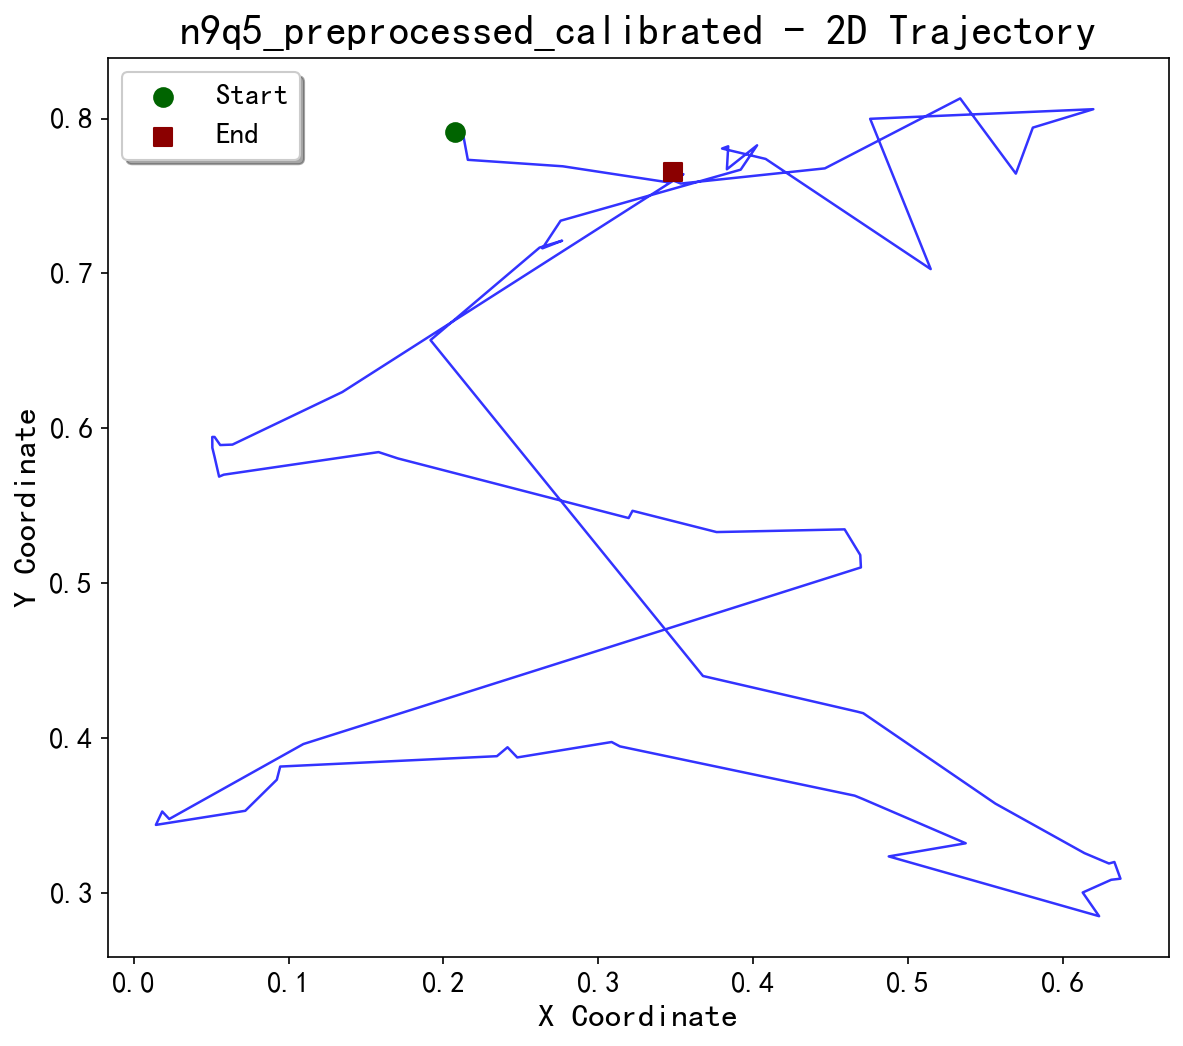 n9q5_preprocessed_calibrated - 2D Trajectory
Start
End
Y Coordinate
0.8
0.7
0.6
0.5
0.4
0.3
0.0 0.1 0.2 0.3 0.4 0.5 0.6
X Coordinate